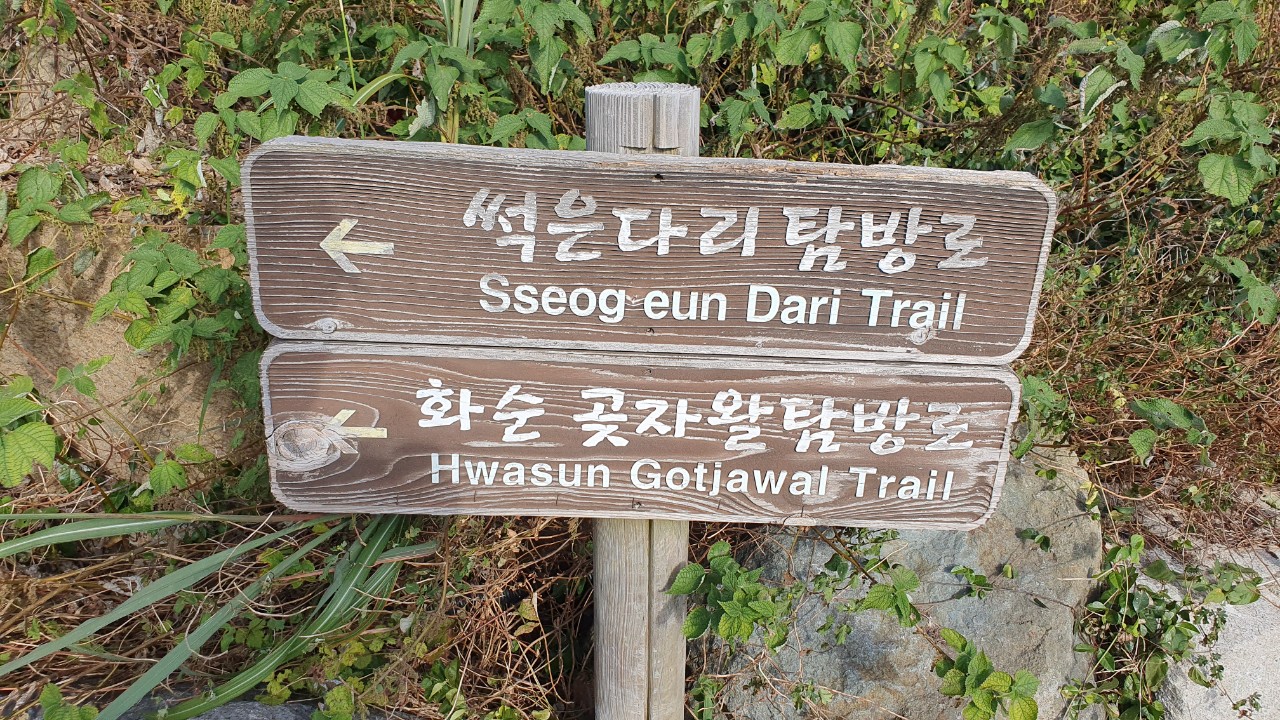 썩은다리탐방로
Sseog-eun Dari Trail
화순 곶자왈탐방로
Hwasun Gotjawal Trail